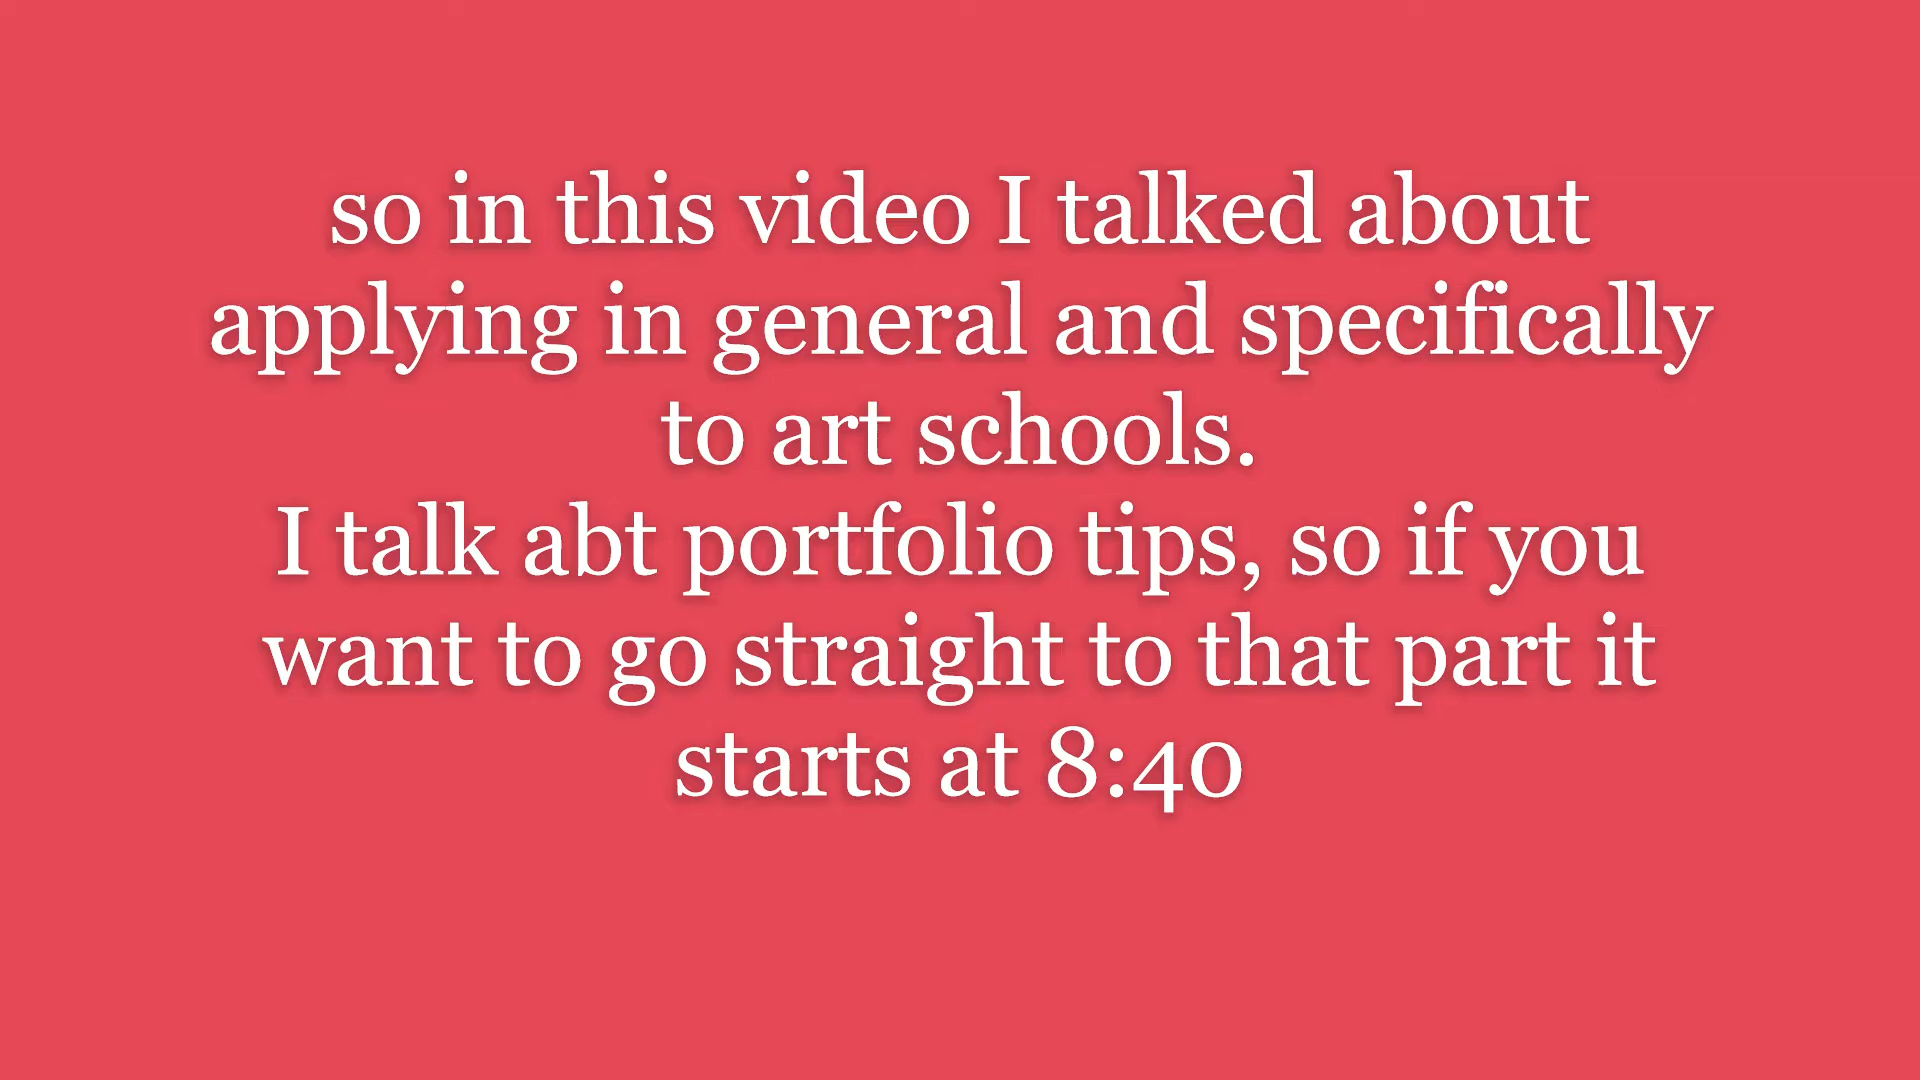 so in this video I talked about
applying in general and specifically
to art schools.
I talk abt portfolio tips, so if you
want to go straight to that part it
starts at 8:40